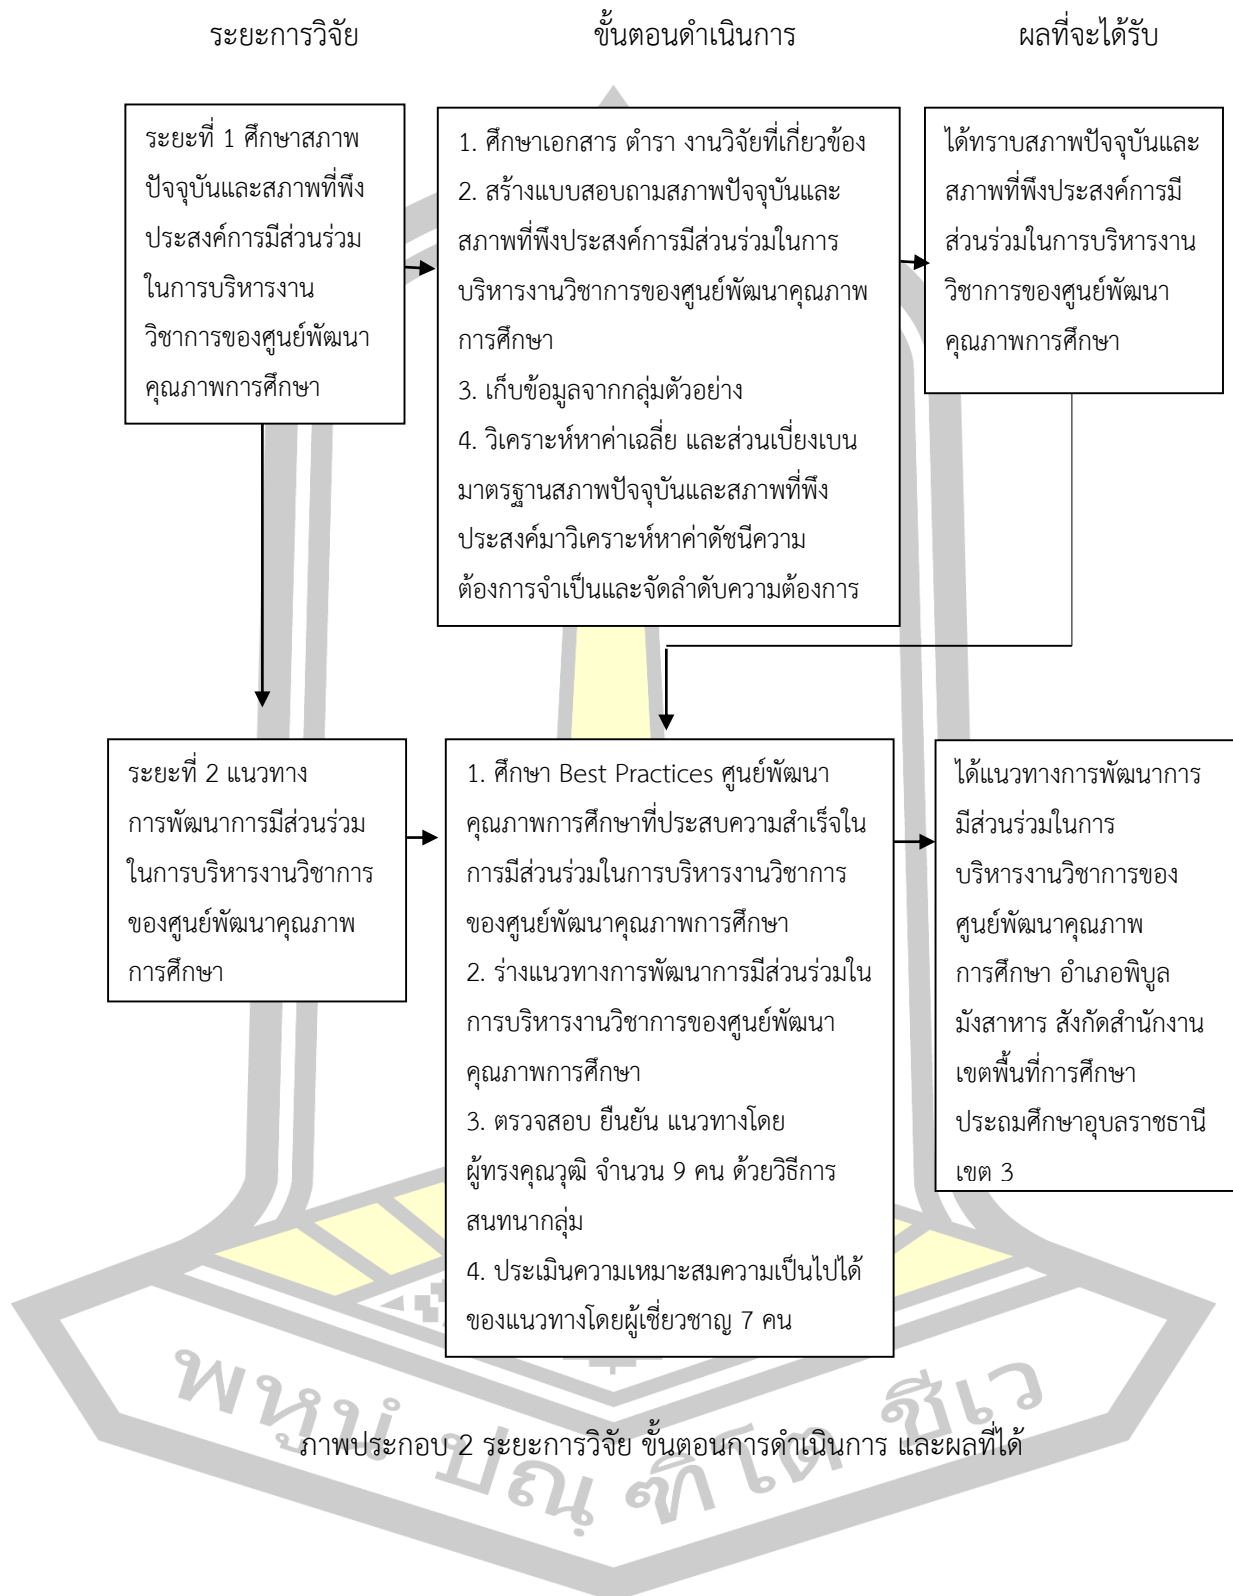 ระยะการวิจัย
ขั้นตอนดำเนินการ
ผลที่จะได้รับ
ระยะที่ 1 ศึกษาสภาพ
ปัจจุบันและสภาพที่พึง
ประสงค์การมีส่วนร่วม
ในการบริหารงาน
วิชาการของศูนย์พัฒนา
คุณภาพการศึกษา
1. ศึกษาเอกสาร ตำรา งานวิจัยที่เกี่ยวข้อง
2. สร้างแบบสอบถามสภาพปัจจุบันและ
สภาพที่พึงประสงค์การมีส่วนร่วมในการ
บริหารงานวิชาการของศูนย์พัฒนาคุณภาพ
การศึกษา
3. เก็บข้อมูลจากกลุ่มตัวอย่าง
4. วิเคราะห์หาค่าเฉลี่ย และส่วนเบี่ยงเบน
มาตรฐานสภาพปัจจุบันและสภาพที่พึง
ประสงค์มาวิเคราะห์หาค่าดัชนีความ
ต้องการจำเป็นและจัดลำดับความต้องการ
ได้ทราบสภาพปัจจุบันและ
สภาพที่พึงประสงค์การมี
ส่วนร่วมในการบริหารงาน
วิชาการของศูนย์พัฒนา
คุณภาพการศึกษา
ระยะที่ 2 แนวทาง
การพัฒนาการมีส่วนร่วม
ในการบริหารงานวิชาการ
ของศูนย์พัฒนาคุณภาพ
การศึกษา
1. ศึกษา Best Practices ศูนย์พัฒนา
คุณภาพการศึกษาที่ประสบความสำเร็จใน
การมีส่วนร่วมในการบริหารงานวิชาการ
ของศูนย์พัฒนาคุณภาพการศึกษา
2. ร่างแนวทางการพัฒนาการมีส่วนร่วมใน
การบริหารงานวิชาการของศูนย์พัฒนา
คุณภาพการศึกษา
3. ตรวจสอบ ยืนยัน แนวทางโดย
ผู้ทรงคุณวุฒิ จำนวน 9 คน ด้วยวิธีการ
สนทนากลุ่ม
4. ประเมินความเหมาะสมความเป็นไปได้
ของแนวทางโดยผู้เชี่ยวชาญ 7 คน
ได้แนวทางการพัฒนาการ
มีส่วนร่วมในการ
บริหารงานวิชาการของ
ศูนย์พัฒนาคุณภาพ
การศึกษา อำเภอพิบูล
มังสาหาร สังกัดสำนักงาน
เขตพื้นที่การศึกษา
ประถมศึกษาอุบลราชธานี
เขต 3
พหูนํ ปณฺฑิโต ชีเว
ภาพประกอบ 2 ระยะการวิจัย ขั้นตอนการดำเนินการ และผลที่ได้